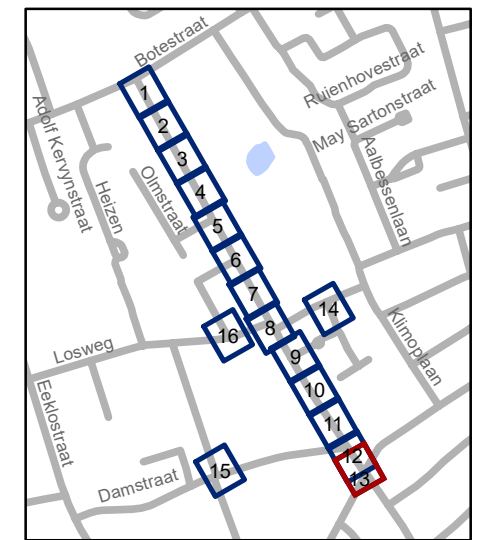 Botestraat
Ruienhovestraat
May Sartonstraat
Adolf Kervynstraat
Aalbessenlaan
Heizen
Olmstraat
Klimoplaan
Losweg
Eeklostraat
Damstraat
1
2
3
4
5
6
7
8
9
10
11
12
13
14
15
16